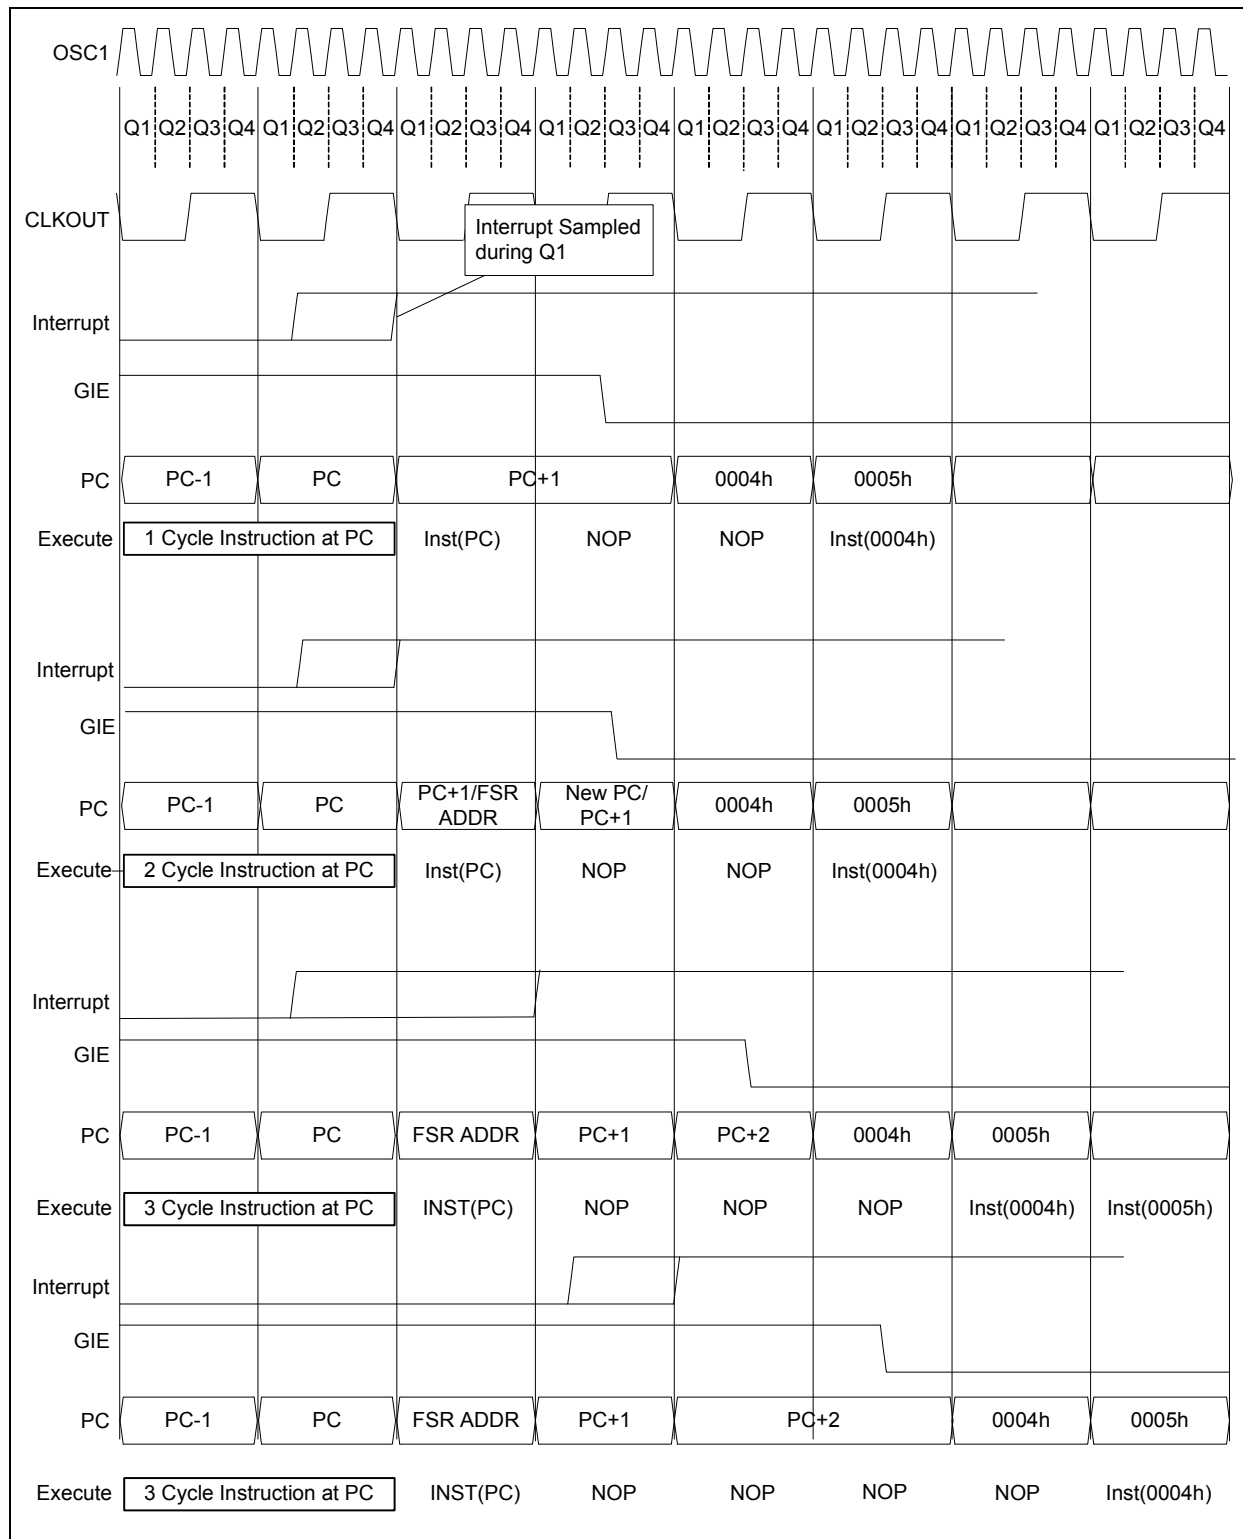 OSC1
Q1 Q2 Q3 Q4 Q1 Q2 Q3 Q4 Q1 Q2 Q3 Q4 Q1 Q2 Q3 Q4 Q1 Q2 Q3 Q4 Q1 Q2 Q3 Q4 Q1 Q2 Q3 Q4 Q1 Q2 Q3 Q4
CLKOUT
Interrupt Sampled
during Q1
Interrupt
GIE
PC PC-1 PC PC+1 0004h 0005h
Execute 1 Cycle Instruction at PC Inst(PC) NOP NOP Inst(0004h)
Interrupt
GIE
PC PC-1 PC PC+1/FSR ADDR New PC/ PC+1 0004h 0005h
Execute 2 Cycle Instruction at PC Inst(PC) NOP NOP Inst(0004h)
Interrupt
GIE
PC PC-1 PC FSR ADDR PC+1 PC+2 0004h 0005h
Execute 3 Cycle Instruction at PC INST(PC) NOP NOP NOP Inst(0004h) Inst(0005h)
Interrupt
GIE
PC PC-1 PC FSR ADDR PC+1 PC+2 0004h 0005h
Execute 3 Cycle Instruction at PC INST(PC) NOP NOP NOP NOP Inst(0004h)